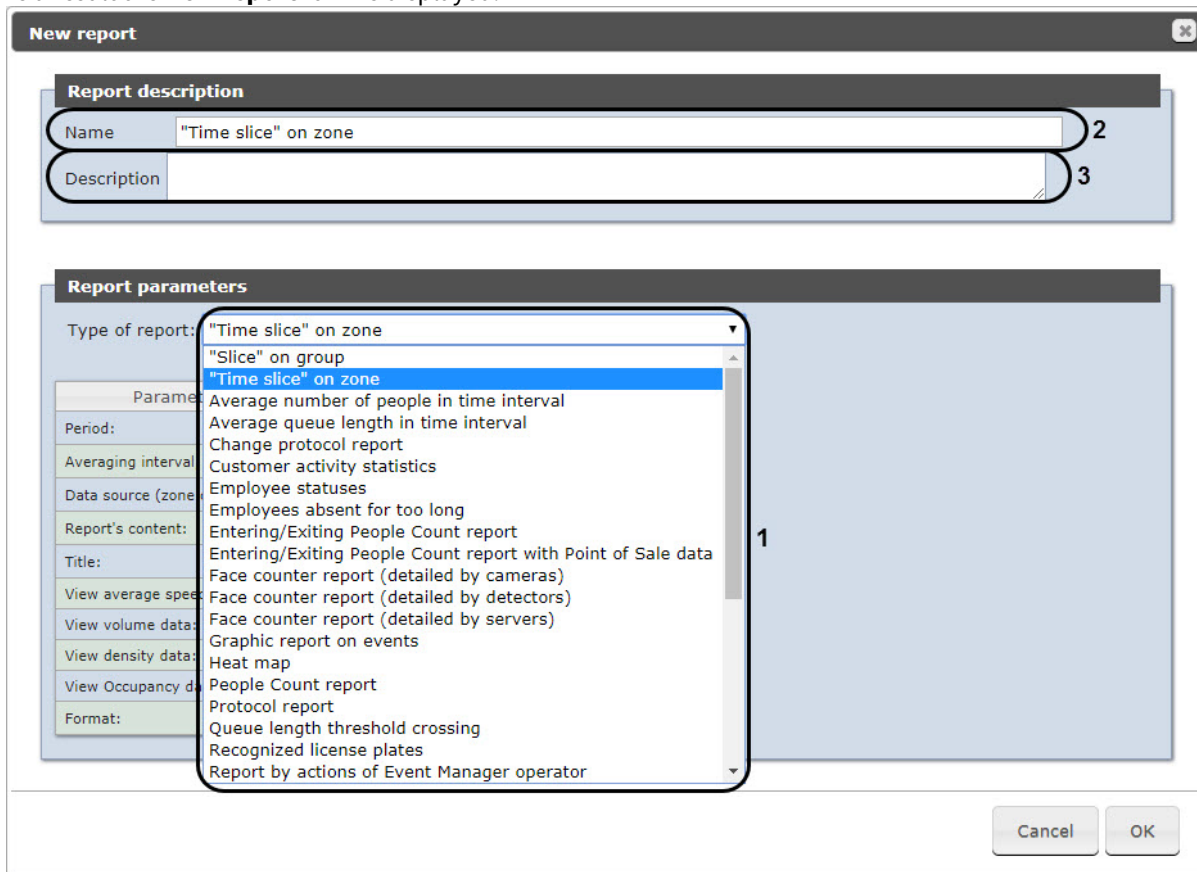 New report
Report description
Name "Time slice" on zone 2
Description 3
Report parameters
Type of report: "Time slice" on zone
"Slice" on group
"Time slice" on zone
Average number of people in time interval
Average queue length in time interval
Change protocol report
Customer activity statistics
Employee statuses
Employees absent for too long
Entering/Exiting People Count report
Entering/Exiting People Count report with Point of Sale data
Face counter report (detailed by cameras)
Face counter report (detailed by detectors)
Face counter report (detailed by servers)
Graphic report on events
Heat map
People Count report
Protocol report
Queue length threshold crossing
Recognized license plates
Report by actions of Event Manager operator
1
Period:
Averaging interval
Data source (zone
Report's content:
Title:
View average
View volume data:
View density data:
View Occupancy
Format:
Cancel OK